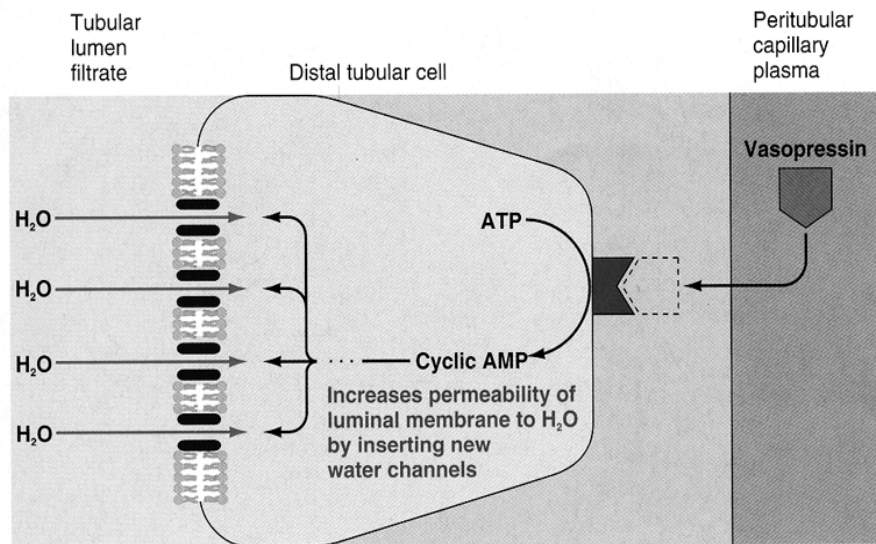 Tubular
lumen
filtrate
Distal tubular cell
Peritubular
capillary
plasma
Vasopressin
H₂O
ATP
H₂O
H₂O
Cyclic AMP
Increases permeability of
luminal membrane to H₂O
by inserting new
water channels
H₂O